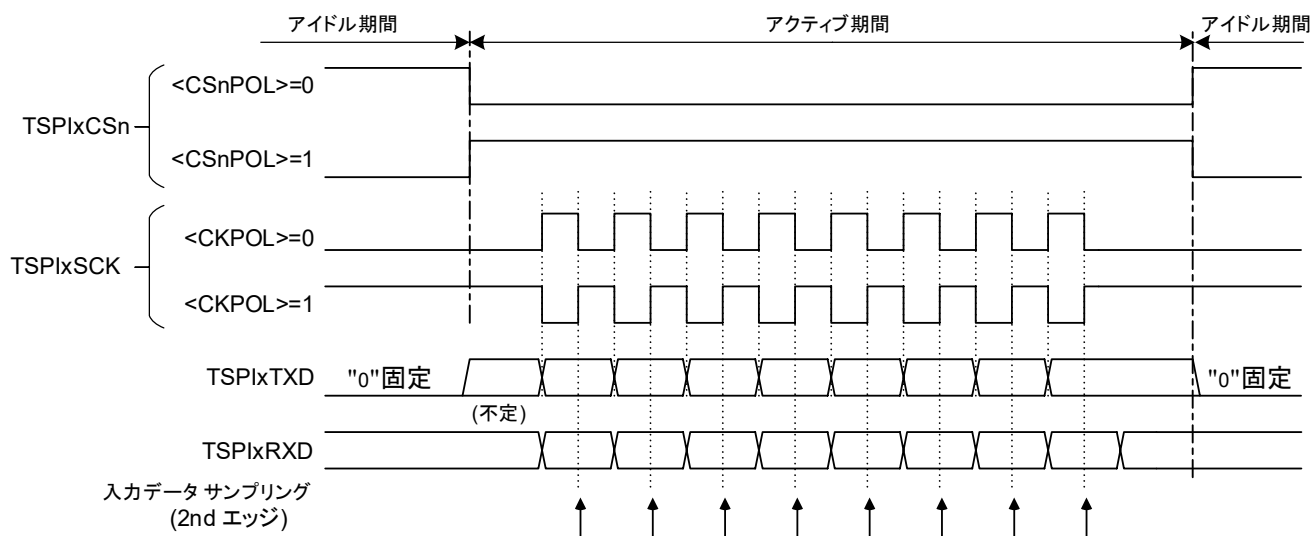 アイドル期間 アクティブ期間 アイドル期間
<CSnPOL>=0
TSPIxCSn
<CSnPOL>=1
<CKPOL>=0
TSPIxSCK
<CKPOL>=1
TSPIxTXD "0"固定 "0"固定
(不定)
TSPIxRXD
入力データ サンプリング
(2nd エッジ)